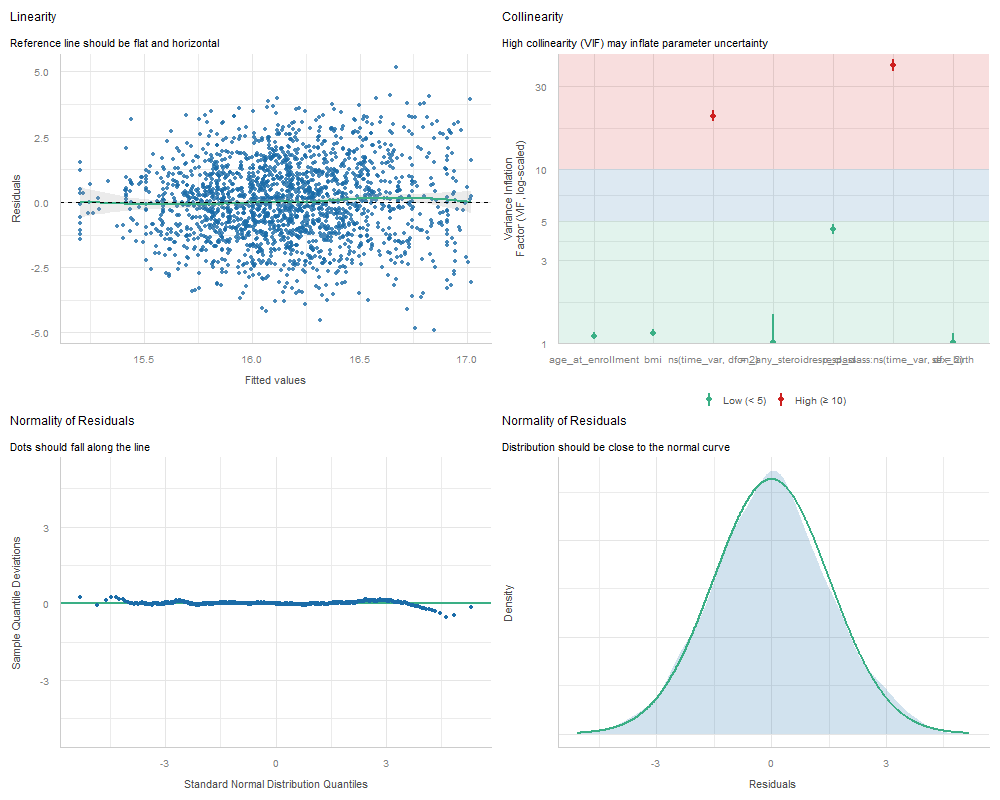 Linearity
Reference line should be flat and horizontal
Residuals
5.0
2.5
0.0
-2.5
-5.0
15.5 16.0 16.5 17.0
Fitted values
Collinearity
High collinearity (VIF) may inflate parameter uncertainty
Variance Inflation
Factor (VIF, log-scaled)
30
10
5
3
1
age_at_enrollment bmi ns(time_var,
Low (< 5) High (≥ 10)
Normality of Residuals
Dots should fall along the line
Sample Quantile Deviations
3
0
-3
-3 0 3
Standard Normal Distribution Quantiles
Normality of Residuals
Distribution should be close to the normal curve
Density
-3 0 3
Residuals